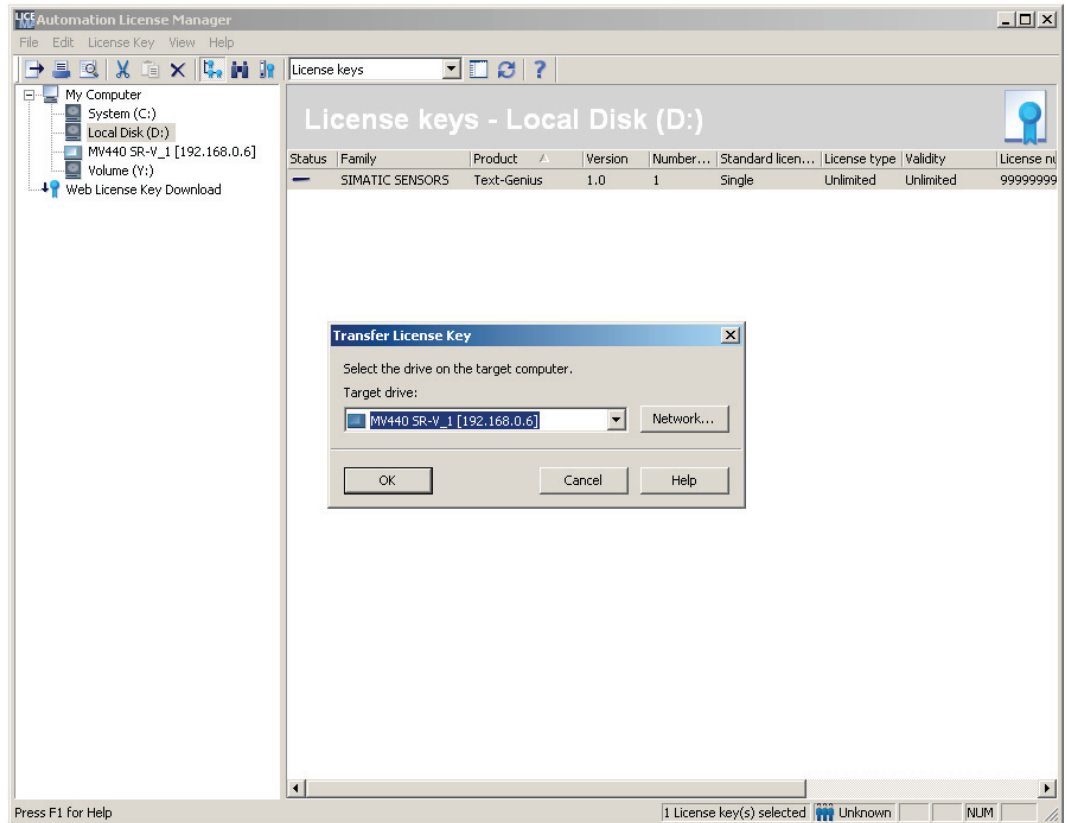 Automation License Manager
File Edit License Key View Help
License keys
My Computer
System (C:)
Local Disk (D:)
MV440 SR-V_1 [192.168.0.6]
Volume (Y:)
Web License Key Download
License keys - Local Disk (D:)
Status Family Product Version Number... Standard licen... License type Validity License nu
SIMATIC SENSORS Text-Genius 1.0 1 Single Unlimited Unlimited 99999999
Transfer License Key
Select the drive on the target computer.
Target drive:
MV440 SR-V_1 [192.168.0.6] Network...
OK Cancel Help
Press F1 for Help 1 License key(s) selected Unknown NUM